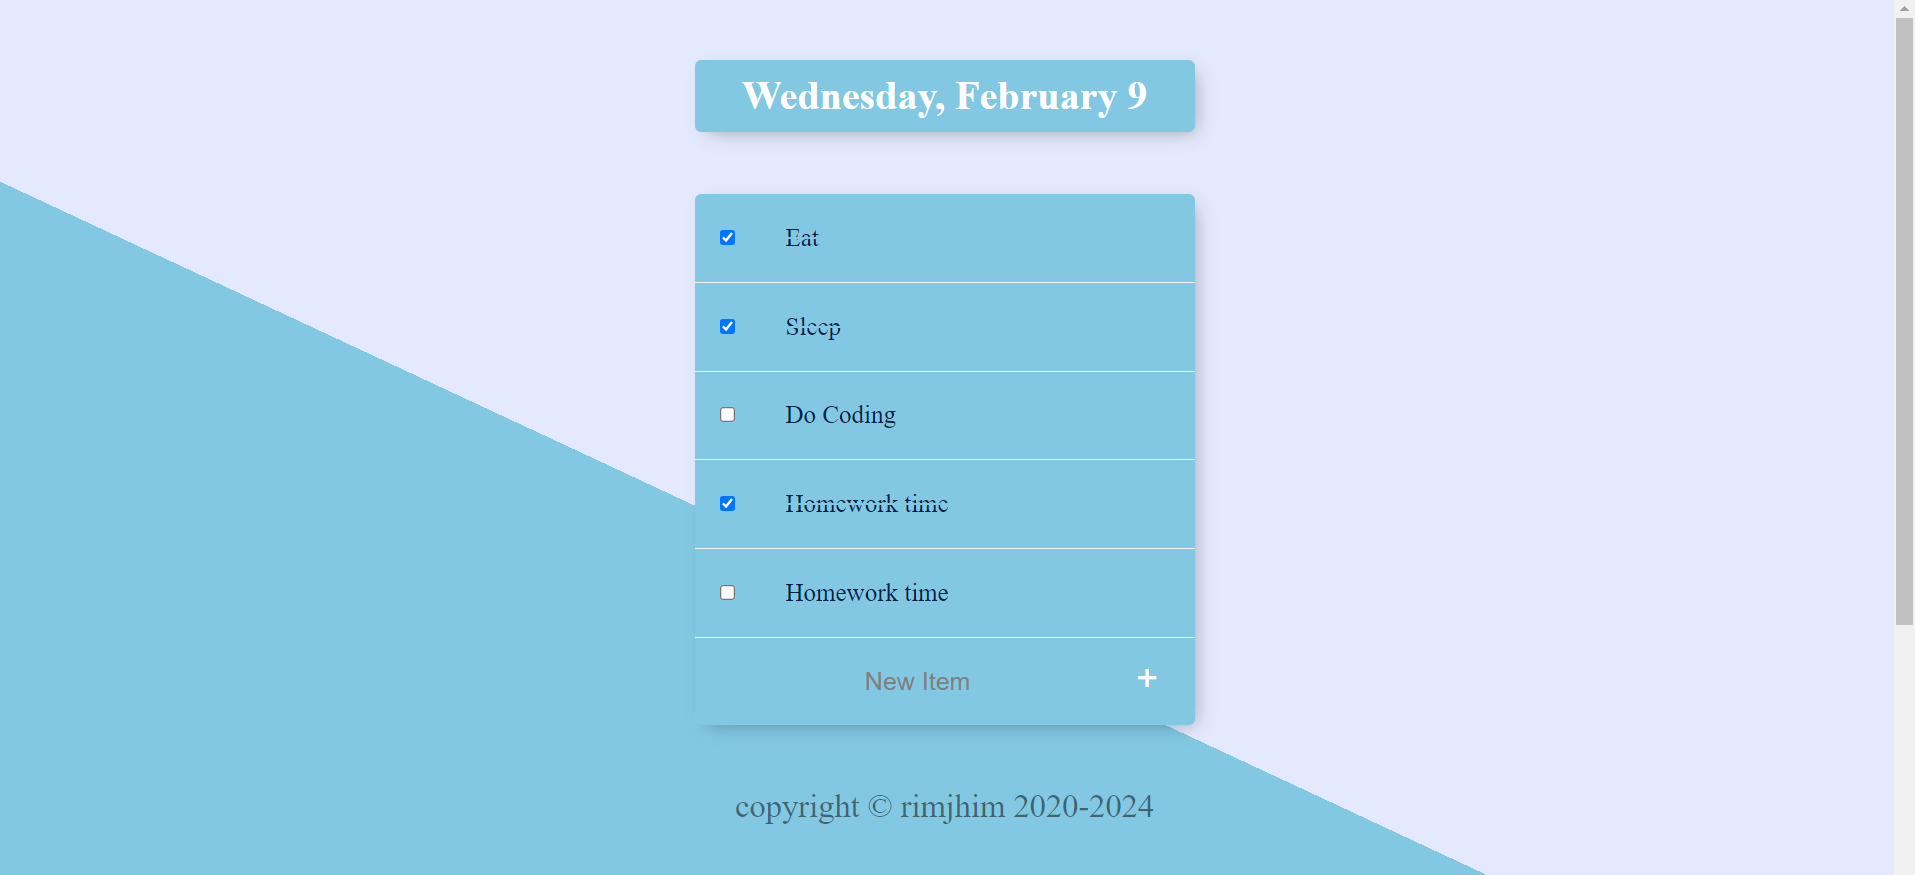 Wednesday, February 9
Eat
Sleep
Do Coding
Homework time
Homework time
New Item +
copyright © rimjhim 2020-2024